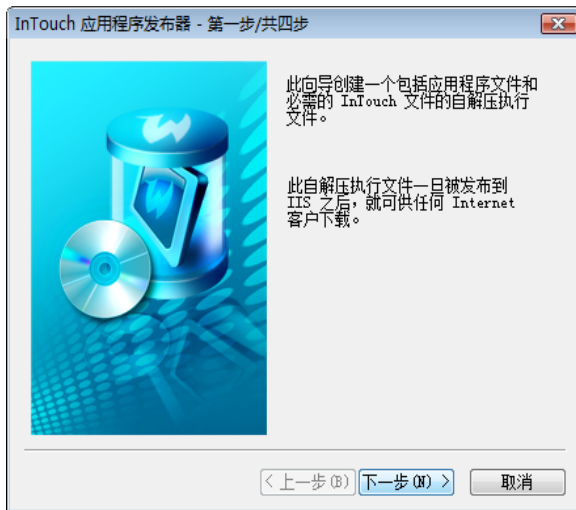 InTouch 应用程序发布器 - 第一步/共四步
此向导创建一个包括应用程序文件和
必需的 InTouch 文件的自解压执行
文件。
此自解压执行文件一旦被发布到
IIS 之后，就可供任何 Internet
客户下载。
< 上一步(B) 下一步(N) > 取消